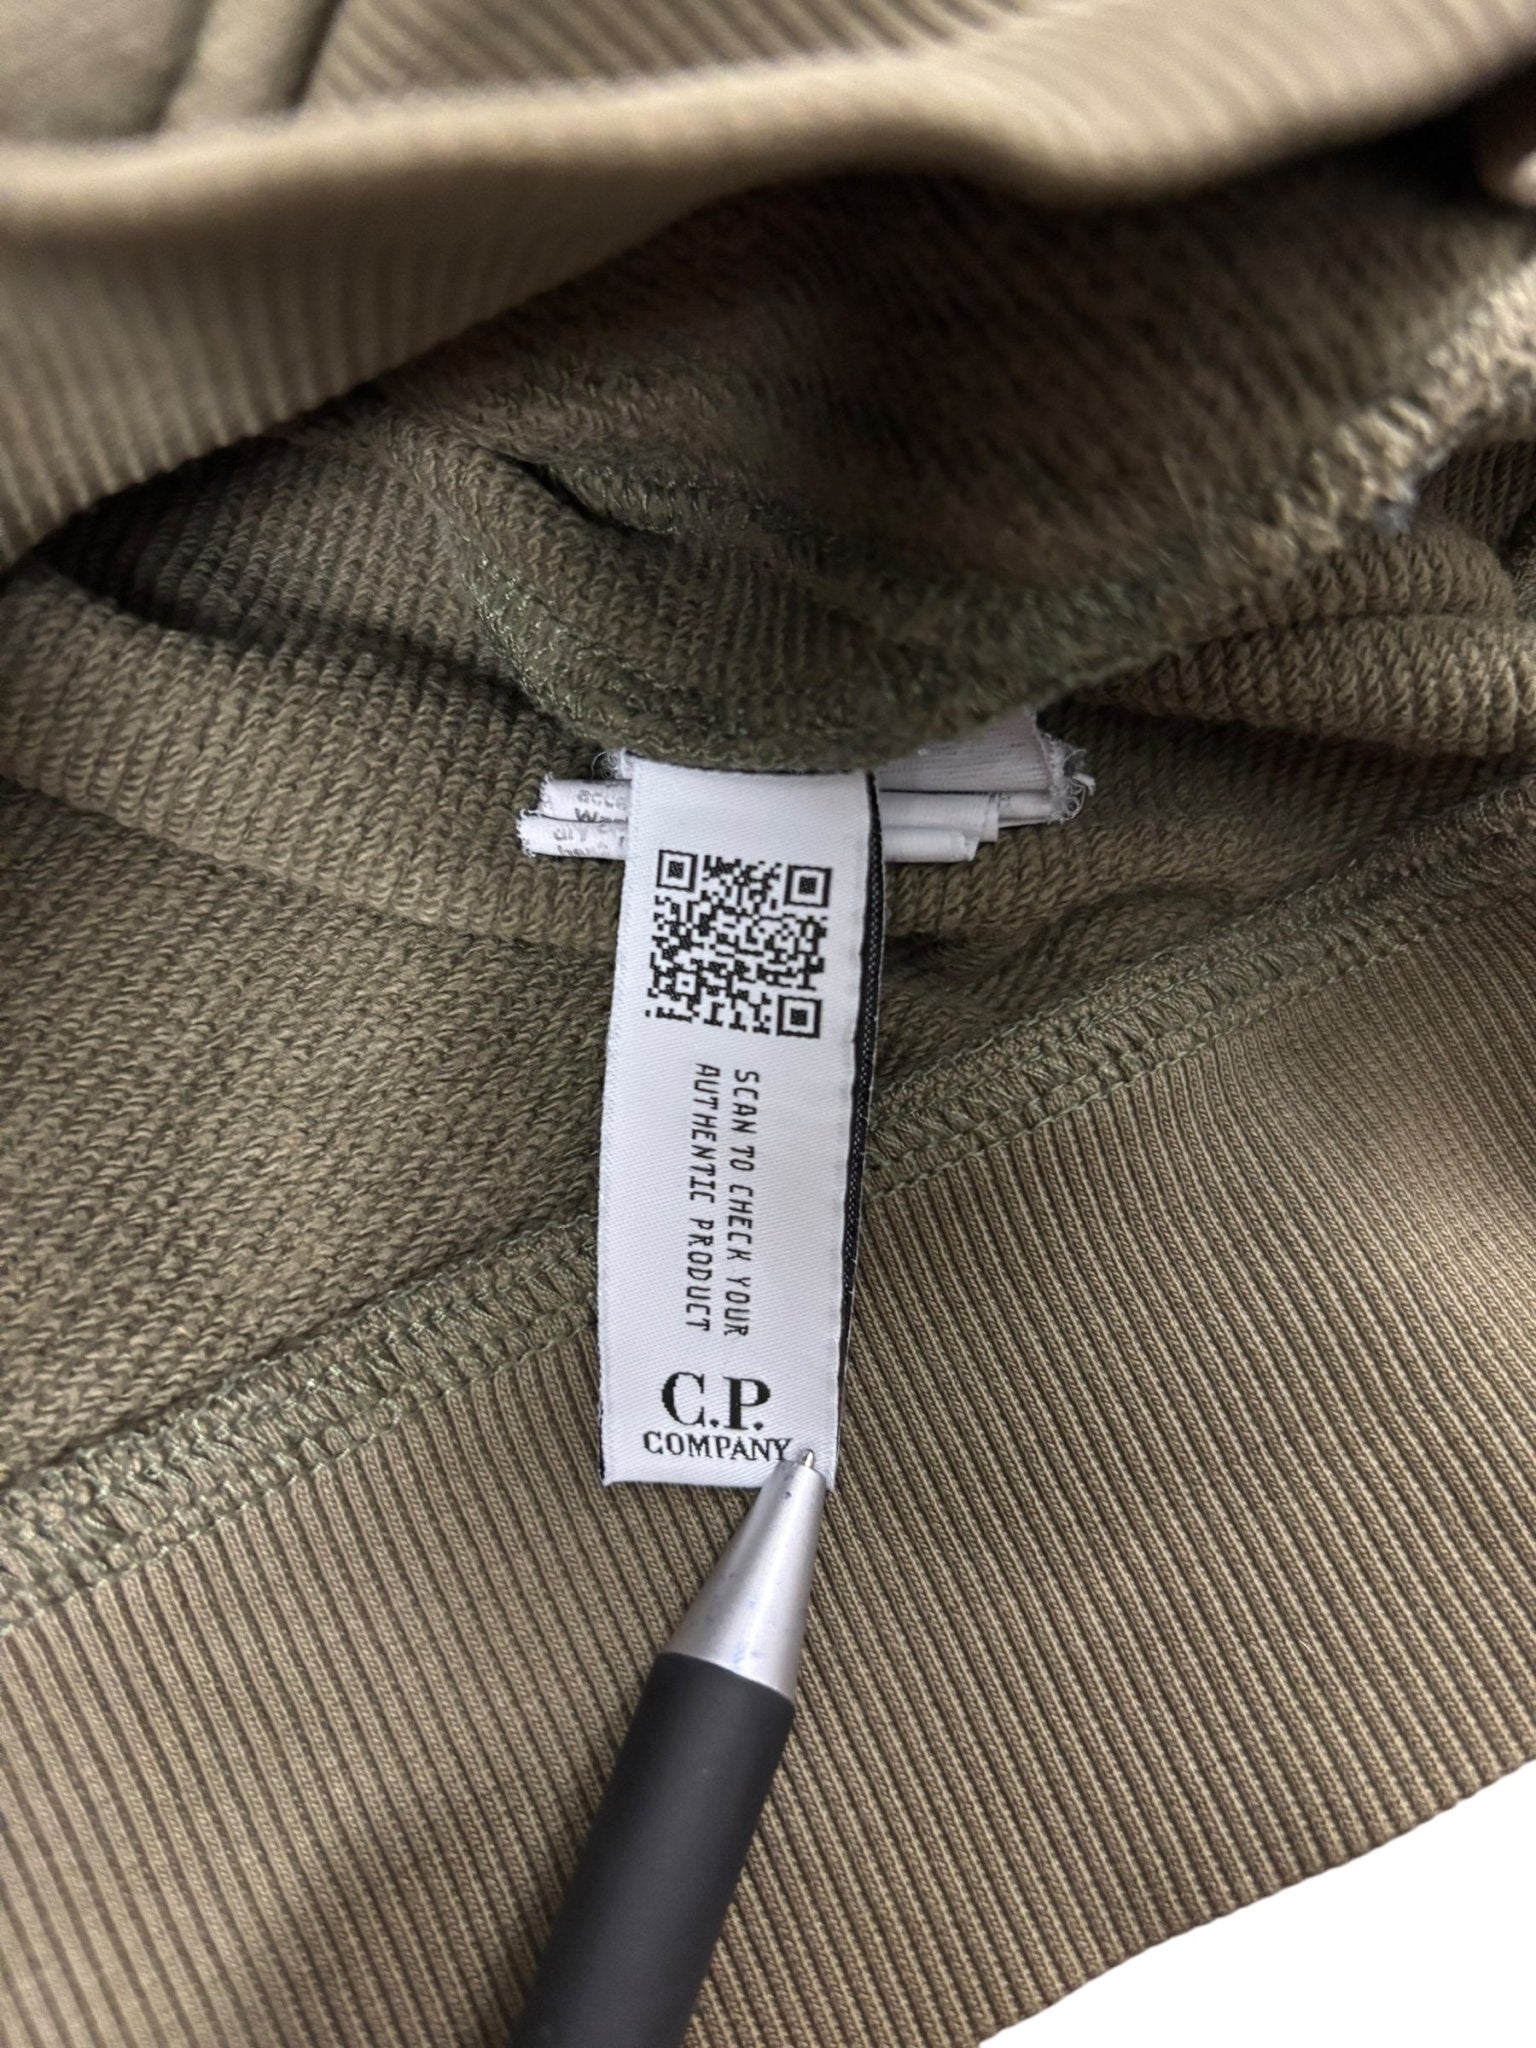 SCAN TO CHECK YOUR
AUTHENTIC PRODUCT
C.P.
COMPANY